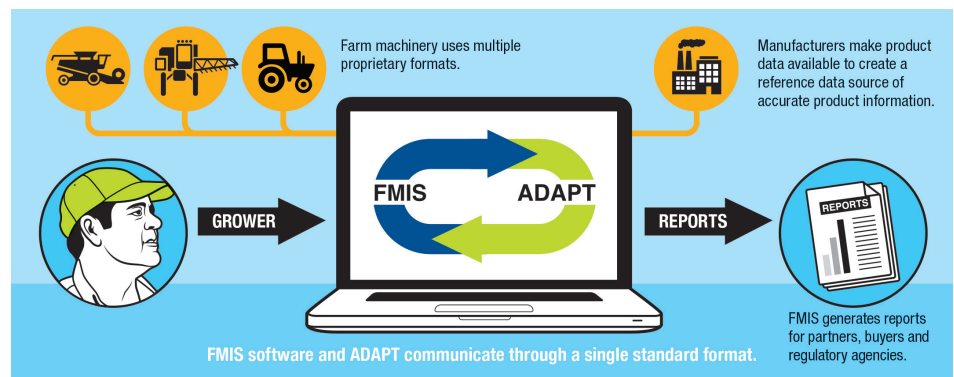 Farm machinery uses multiple
proprietary formats.
Manufacturers make product
data available to create a
reference data source of
accurate product information.
GROWER
FMIS
ADAPT
REPORTS
REPORTS
FMIS generates reports
for partners, buyers and
regulatory agencies.
FMIS software and ADAPT communicate through a single standard format.